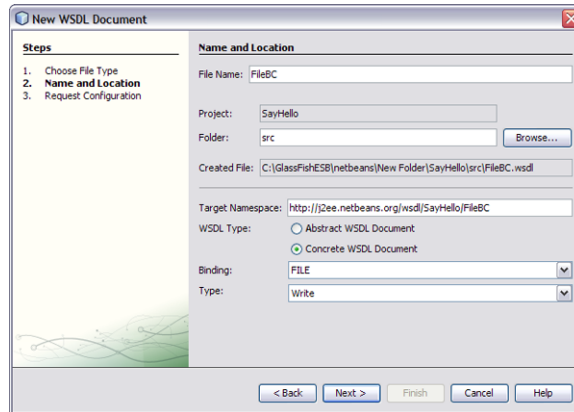 New WSDL Document
Steps
1. Choose File Type
2. Name and Location
3. Request Configuration
Name and Location
File Name: FileBC
Project: SayHello
Folder: src Browse...
Created File: C:\GlassFishESB\netbeans\New Folder\SayHello\src\FileBC.wsdl
Target Namespace: http://j2ee.netbeans.org/wsdl/SayHello/FileBC
WSDL Type: Abstract WSDL Document
Concrete WSDL Document
Binding: FILE
Type: Write
< Back Next > Finish Cancel Help